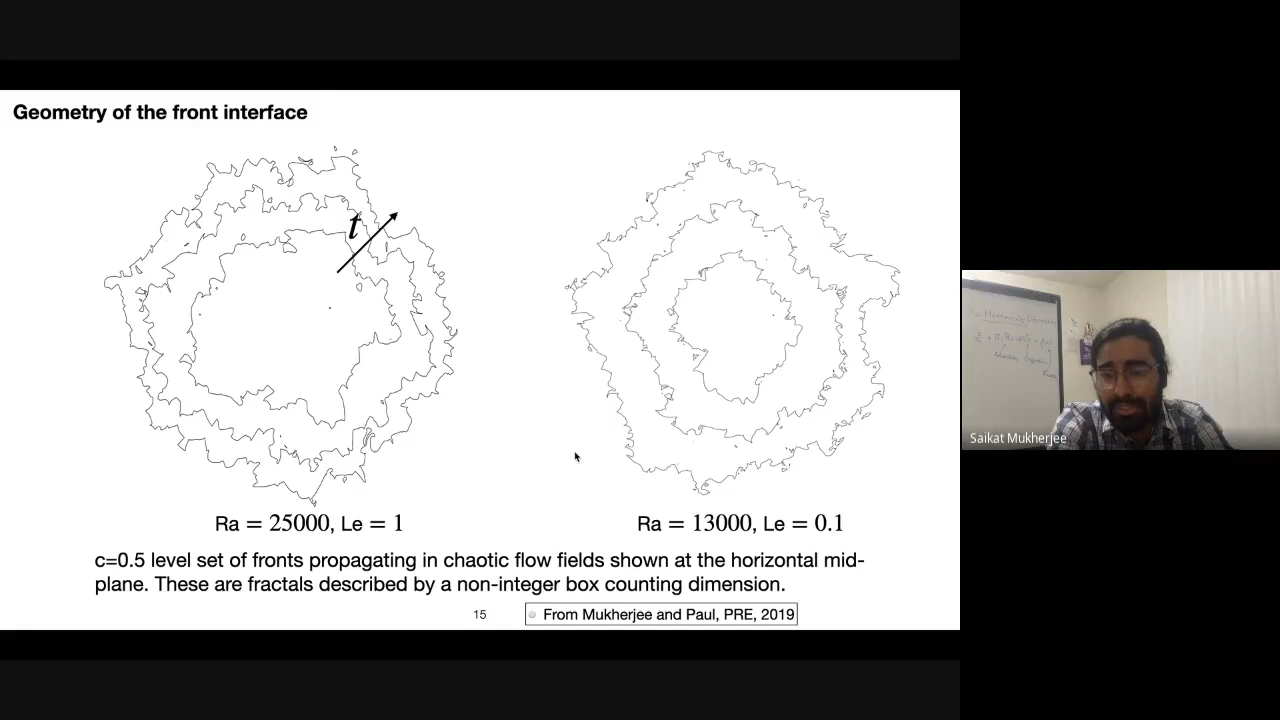 Geometry of the front interface
t
Ra = 25000, Le = 1
Ra = 13000, Le = 0.1
c=0.5 level set of fronts propagating in chaotic flow fields shown at the horizontal mid-
plane. These are fractals described by a non-integer box counting dimension.
15
From Mukherjee and Paul, PRE, 2019
Saikat Mukherjee